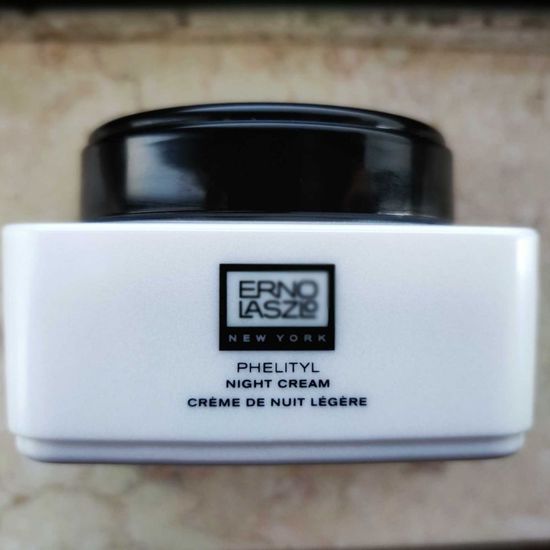 ERNO
LASZLO
NEW YORK
PHELITYL
NIGHT CREAM
CRÈME DE NUIT LÉGÈRE